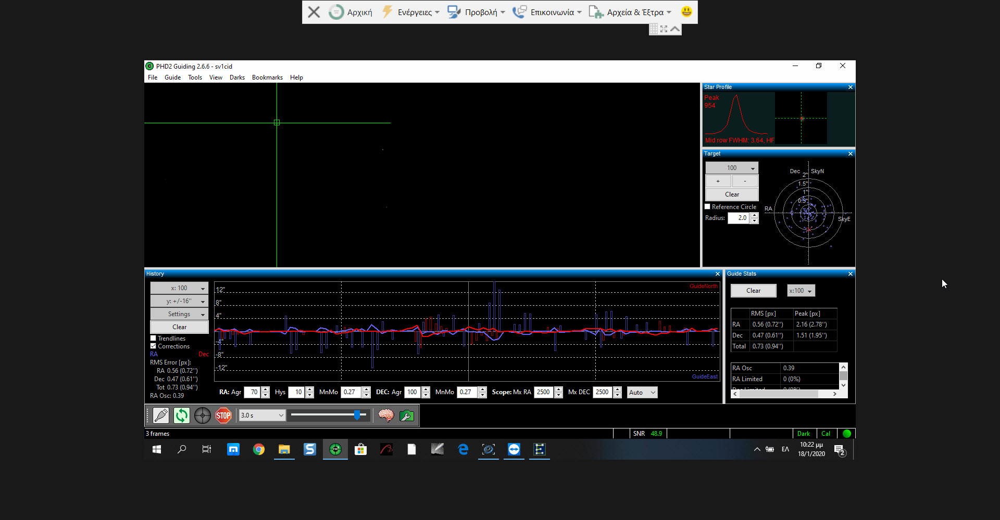 Αρχική Ενέργειες Προβολή Επικοινωνία Αρχεία & Έξτρα
PHD2 Guiding 2.6.6 - sv1cid
File Guide Tools View Darks Bookmarks Help
Star Profile
Peak
954
Mid row FWHM: 3.64, HF
Target
100
+ -
Clear
Reference Circle
Radius: 2.0
Dec SkyN
2"
1.5"
1"
0.5"
RA
SkyE
History
x: 100
y: +/-16"
Settings
Clear
Trendlines
Corrections
RA Dec
RMS Error [px]:
RA 0.56 (0.72")
Dec 0.47 (0.61")
Tot 0.73 (0.94")
RA Osc: 0.39
GuideNorth
12"
8"
4"
-4"
-8"
-12"
GuideEast
RA: Agr 70 Hys 10 MnMo 0.27 DEC: Agr 100 MnMo 0.27 Scope: Mx RA 2500 Mx DEC 2500 Auto
Guide Stats
Clear x:100
RMS [px] Peak [px]
RA 0.56 (0.72") 2.16 (2.78")
Dec 0.47 (0.61") 1.51 (1.95")
Total 0.73 (0.94")
RA Osc 0.39
RA Limited 0 (0%)
Dec Limited 0 (0%)
STOP 3.0 s
3 frames SNR 48.9 Dark Cal
ΕΛ
10:22 μμ
18/1/2020
2